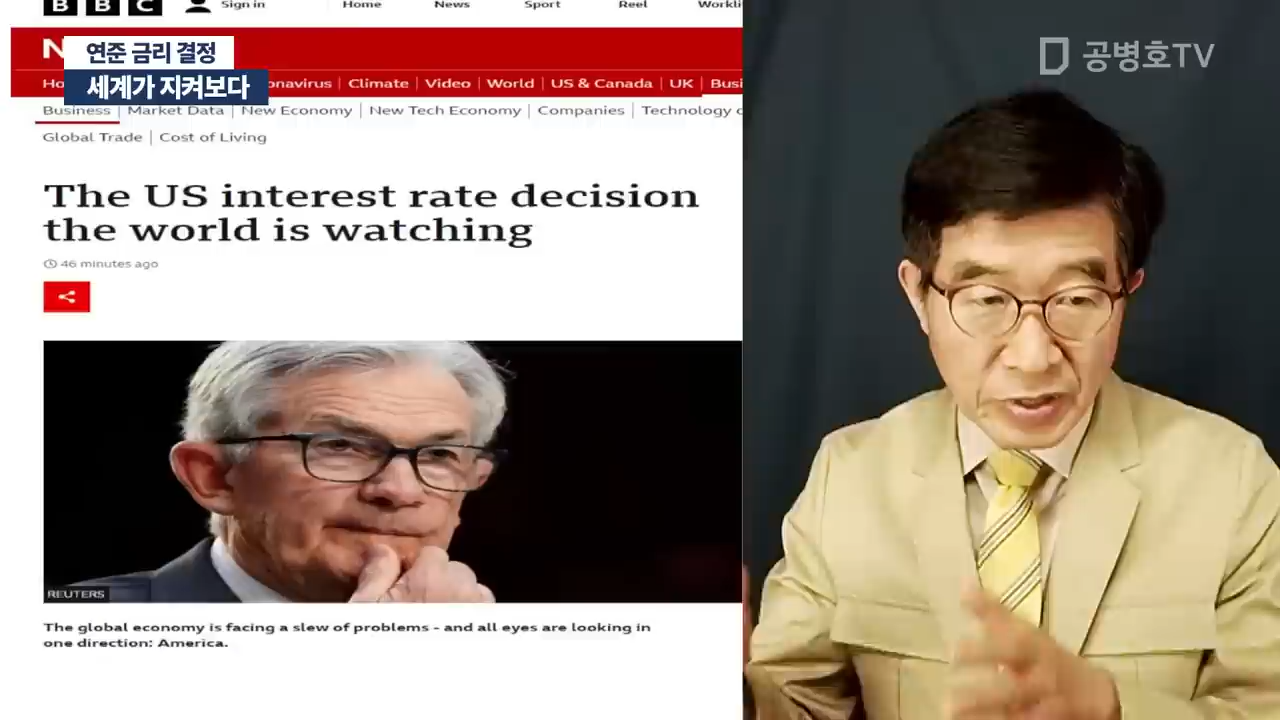 BBC
Sign in
Home
News
Sport
Reel
연준 금리 결정
세계가 지켜보다
공병호TV
Climate | Video | World | US & Canada | UK
Business | Market Data | New Economy | New Tech Economy | Companies | Technology
Global Trade | Cost of Living
The US interest rate decision
the world is watching
46 minutes ago
REUTERS
The global economy is facing a slew of problems - and all eyes are looking in
one direction: America.